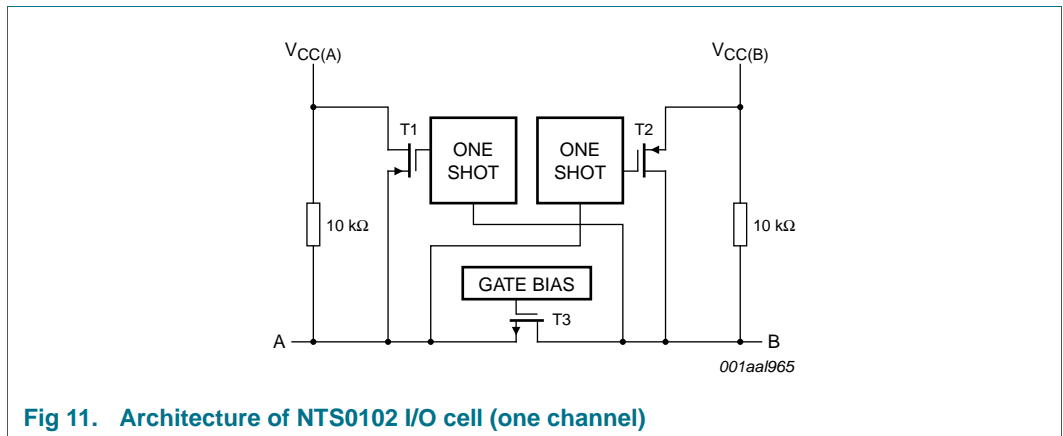 VCC(A)
VCC(B)
T1
ONE
SHOT
ONE
SHOT
T2
10 kΩ
10 kΩ
GATE BIAS
T3
A
B
001aal965
Fig 11. Architecture of NTS0102 I/O cell (one channel)